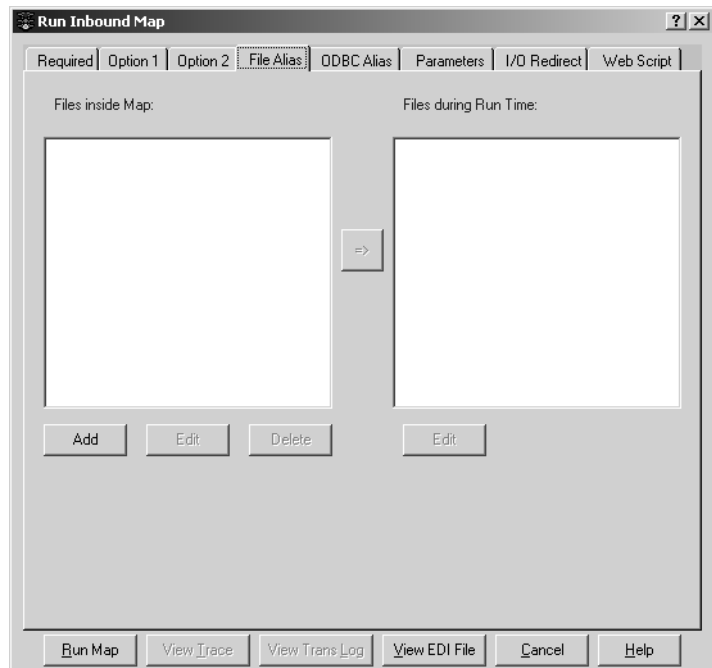 Run Inbound Map
Required Option 1 Option 2 File Alias ODBC Alias Parameters I/O Redirect Web Script
Files inside Map: Files during Run Time:
=>
Add Edit Delete Edit
Run Map View Trace View Trans Log View EDI File Cancel Help